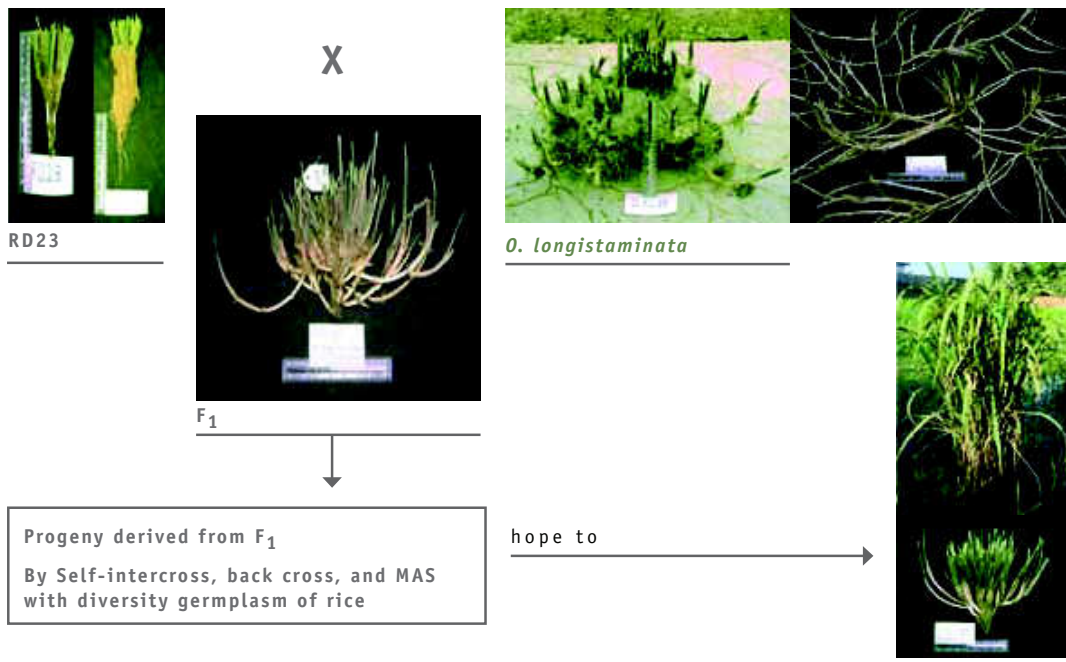 X
RD23
O. longistaminata
F1
Progeny derived from F1
By Self-intercross, back cross, and MAS
with diversity germplasm of rice
hope to